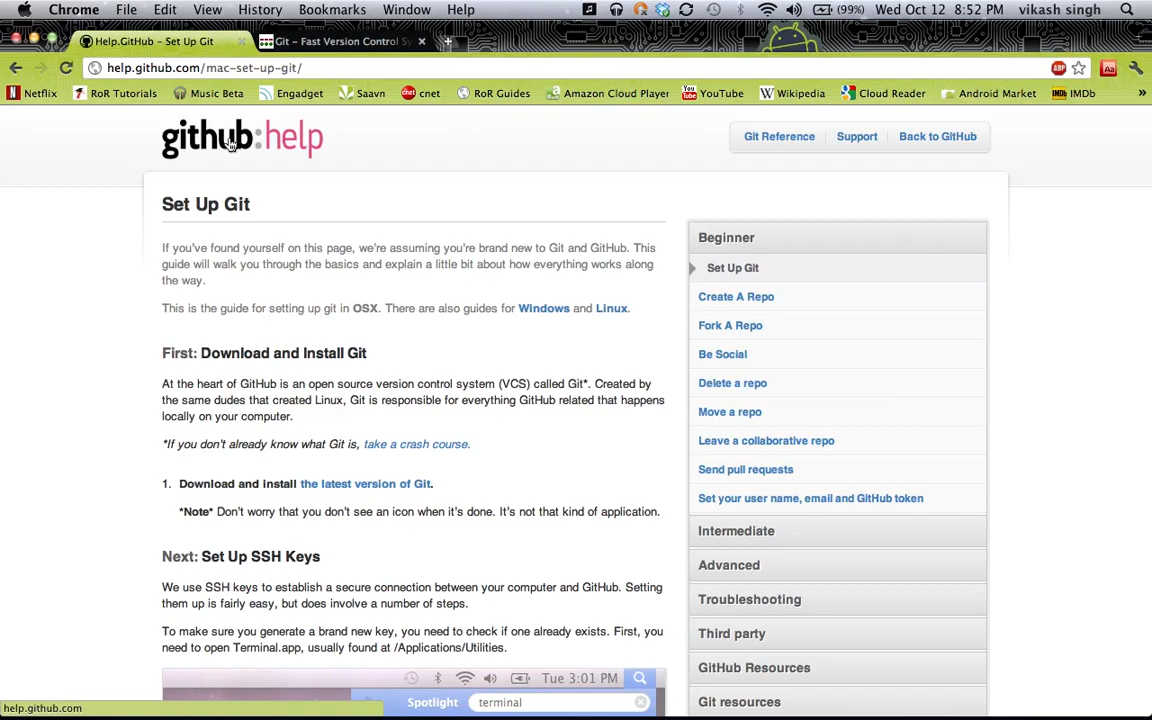 Chrome File Edit View History Bookmarks Window Help (99%) Wed Oct 12 8:52 PM vikash singh
Help.GitHub – Set Up Git Git – Fast Version Control Sy
help.github.com/mac-set-up-git/ ABP Aa
Netflix RoR Tutorials Music Beta Engadget Saavn cnet RoR Guides Amazon Cloud Player YouTube Wikipedia Cloud Reader Android Market IMDb »
github:help
Git Reference Support Back to GitHub
Set Up Git
If you've found yourself on this page, we're assuming you're brand new to Git and GitHub. This
guide will walk you through the basics and explain a little bit about how everything works along
the way.
This is the guide for setting up git in OSX. There are also guides for Windows and Linux.
First: Download and Install Git
At the heart of GitHub is an open source version control system (VCS) called Git*. Created by
the same dudes that created Linux, Git is responsible for everything GitHub related that happens
locally on your computer.
*If you don't already know what Git is, take a crash course.
1. Download and install the latest version of Git.
*Note* Don't worry that you don't see an icon when it's done. It's not that kind of application.
Next: Set Up SSH Keys
We use SSH keys to establish a secure connection between your computer and GitHub. Setting
them up is fairly easy, but does involve a number of steps.
To make sure you generate a brand new key, you need to check if one already exists. First, you
need to open Terminal.app, usually found at /Applications/Utilities.
Tue 3:01 PM
Spotlight terminal
Beginner
Set Up Git
Create A Repo
Fork A Repo
Be Social
Delete a repo
Move a repo
Leave a collaborative repo
Send pull requests
Set your user name, email and GitHub token
Intermediate
Advanced
Troubleshooting
Third party
GitHub Resources
Git resources
help.github.com